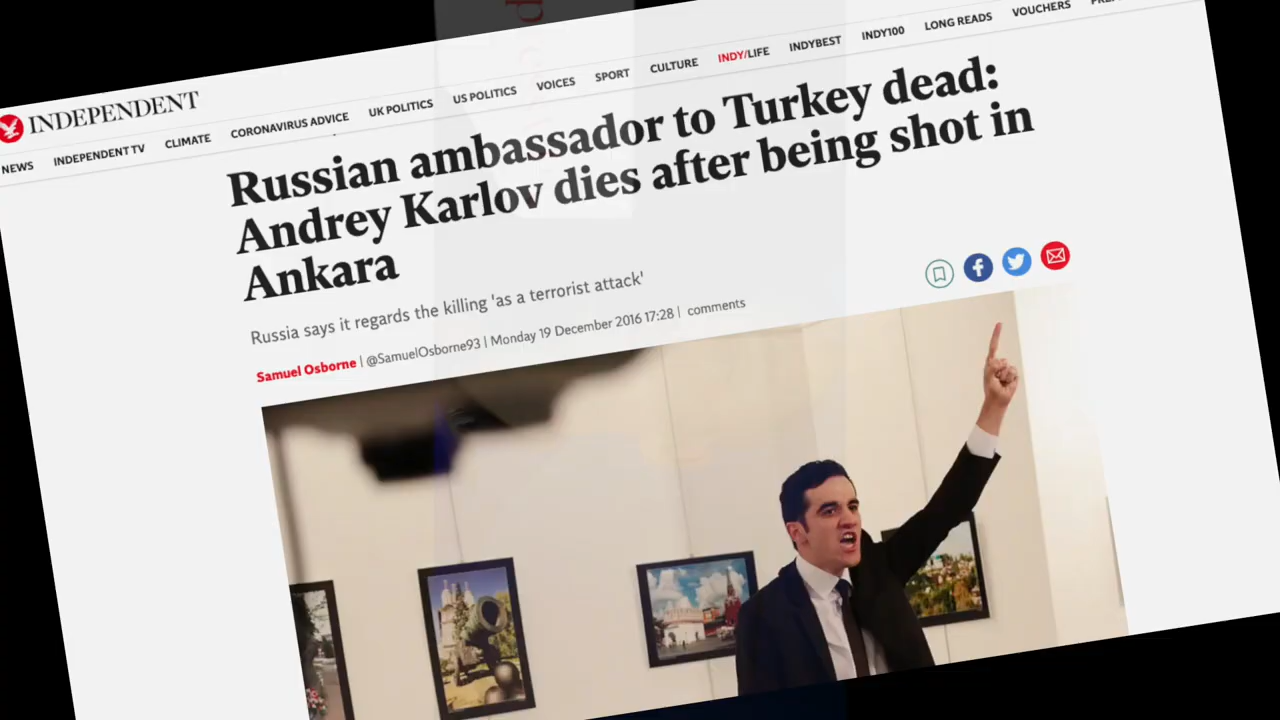 INDEPENDENT
NEWS INDEPENDENT TV CLIMATE CORONAVIRUS ADVICE UK POLITICS US POLITICS VOICES SPORT CULTURE INDY/LIFE INDYBEST INDY100 LONG READS VOUCHERS
Russian ambassador to Turkey dead:
Andrey Karlov dies after being shot in
Ankara
Russia says it regards the killing 'as a terrorist attack'
Samuel Osborne | @SamuelOsborne93 | Monday 19 December 2016 17:28 | comments